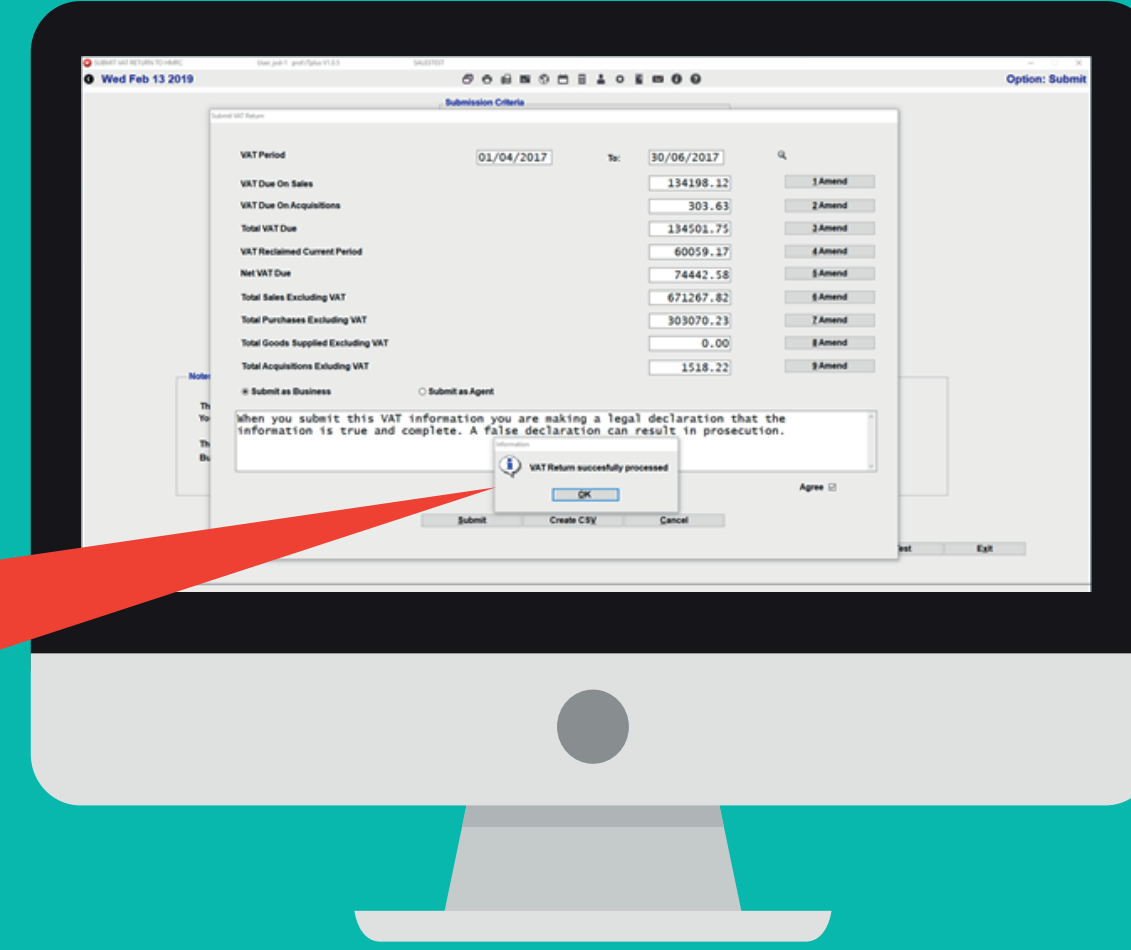 SUBMIT VAT RETURN TO HMRC SALESTEST
Wed Feb 13 2019 Option: Submit
Submission Criteria
Submit VAT Return
VAT Period 01/04/2017 To: 30/06/2017
VAT Due On Sales 134198.12 1 Amend
VAT Due On Acquisitions 303.63 2 Amend
Total VAT Due 134501.75 3 Amend
VAT Reclaimed Current Period 60059.17 4 Amend
Net VAT Due 74442.58 5 Amend
Total Sales Excluding VAT 671267.82 6 Amend
Total Purchases Excluding VAT 303070.23 7 Amend
Total Goods Supplied Excluding VAT 0.00 8 Amend
Total Acquisitions Exluding VAT 1518.22 9 Amend
Submit as Business Submit as Agent
When you submit this VAT information you are making a legal declaration that the
information is true and complete. A false declaration can result in prosecution.
Information
VAT Return succesfully processed
OK
Agree
Submit Create CSV Cancel
Exit